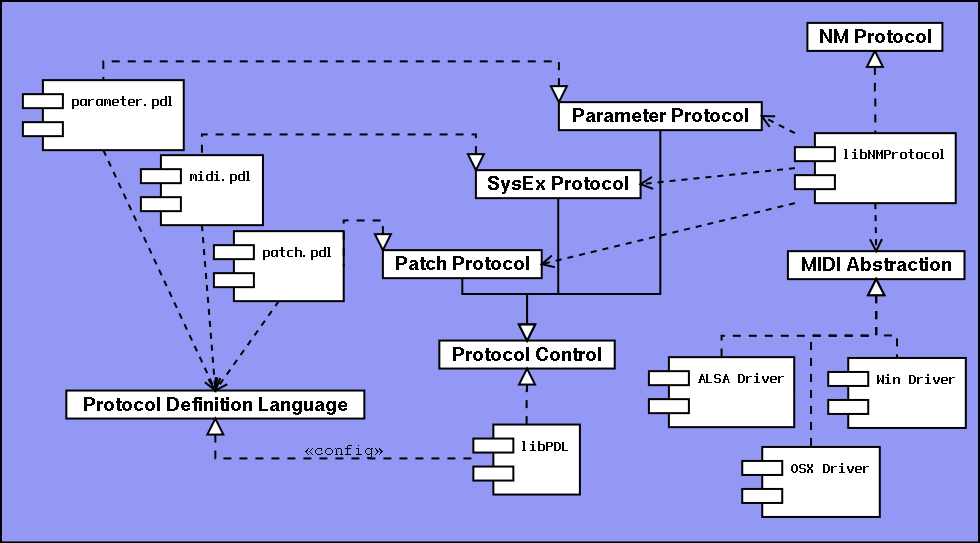 NM Protocol
parameter.pdl
Parameter Protocol
libNMProtocol
midi.pdl
SysEx Protocol
patch.pdl
Patch Protocol
MIDI Abstraction
Protocol Control
ALSA Driver
Win Driver
Protocol Definition Language
«config»
libPDL
OSX Driver